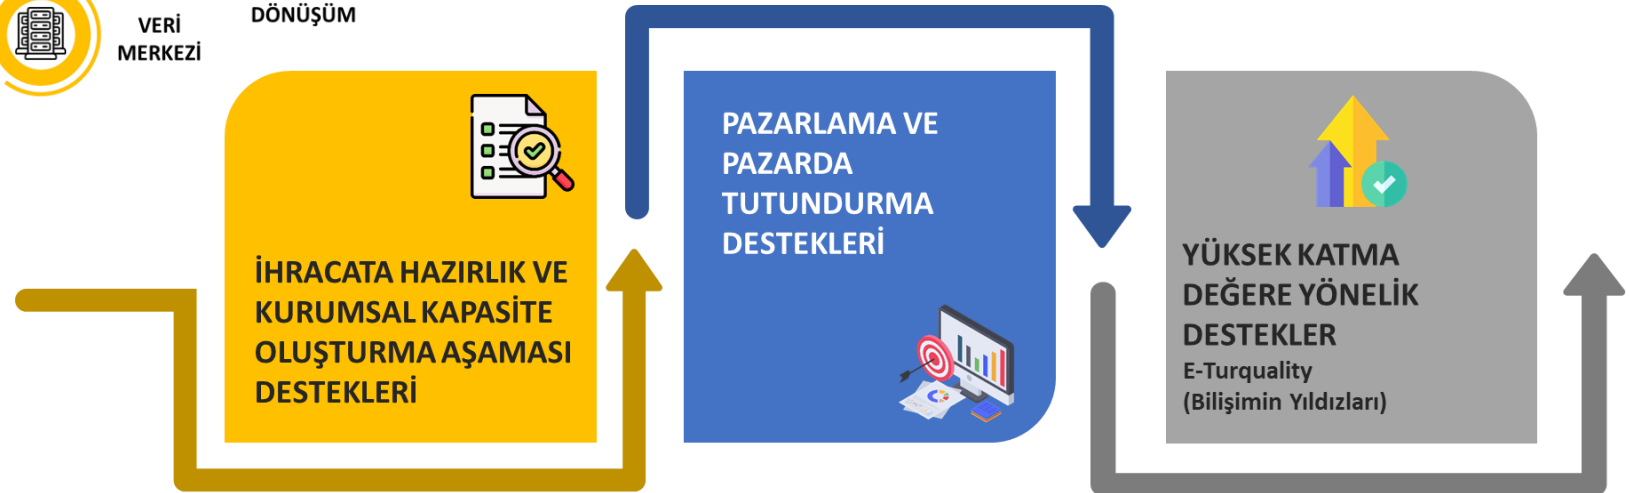 VERİ
MERKEZİ
DÖNÜŞÜM
İHRACATA HAZIRLIK VE
KURUMSAL KAPASİTE
OLUŞTURMA AŞAMASI
DESTEKLERİ
PAZARLAMA VE
PAZARDA
TUTUNDURMA
DESTEKLERİ
YÜKSEK KATMA
DEĞERE YÖNELİK
DESTEKLER
E-Turquality
(Bilişimin Yıldızları)